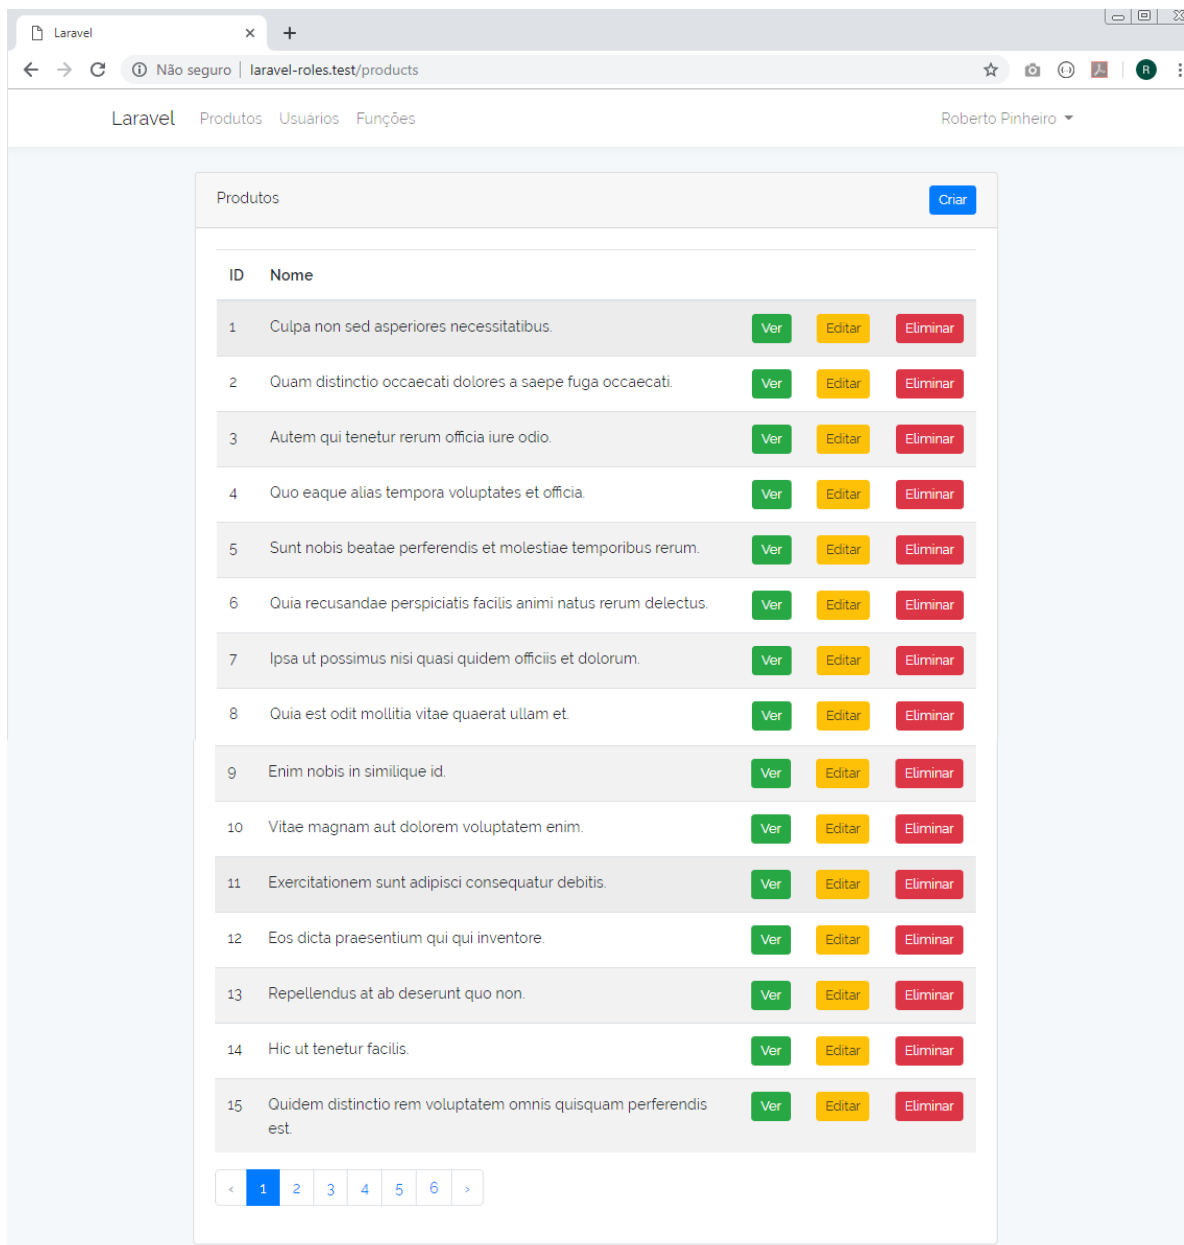 Laravel
Não seguro | laravel-roles.test/products
R
Laravel Produtos Usuários Funções Roberto Pinheiro
Produtos Criar
ID Nome
1 Culpa non sed asperiores necessitatibus. Ver Editar Eliminar
2 Quam distinctio occaecati dolores a saepe fuga occaecati. Ver Editar Eliminar
3 Autem qui tenetur rerum officia iure odio. Ver Editar Eliminar
4 Quo eaque alias tempora voluptates et officia. Ver Editar Eliminar
5 Sunt nobis beatae perferendis et molestiae temporibus rerum. Ver Editar Eliminar
6 Quia recusandae perspiciatis facilis animi natus rerum delectus. Ver Editar Eliminar
7 Ipsa ut possimus nisi quasi quidem officiis et dolorum. Ver Editar Eliminar
8 Quia est odit mollitia vitae quaerat ullam et. Ver Editar Eliminar
9 Enim nobis in similique id. Ver Editar Eliminar
10 Vitae magnam aut dolorem voluptatem enim. Ver Editar Eliminar
11 Exercitationem sunt adipisci consequatur debitis. Ver Editar Eliminar
12 Eos dicta praesentium qui qui inventore. Ver Editar Eliminar
13 Repellendus at ab deserunt quo non. Ver Editar Eliminar
14 Hic ut tenetur facilis. Ver Editar Eliminar
15 Quidem distinctio rem voluptatem omnis quisquam perferendis Ver Editar Eliminar
est.
‹ 1 2 3 4 5 6 ›